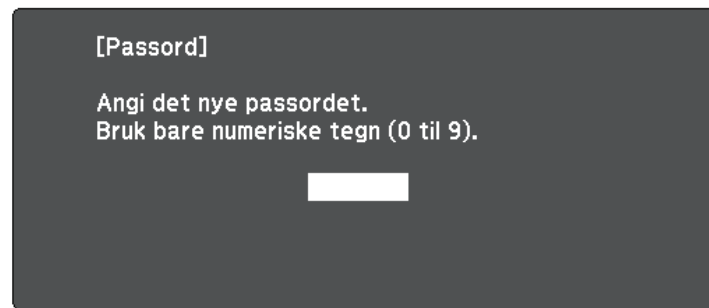 [Passord]
Angi det nye passordet.
Bruk bare numeriske tegn (0 til 9).